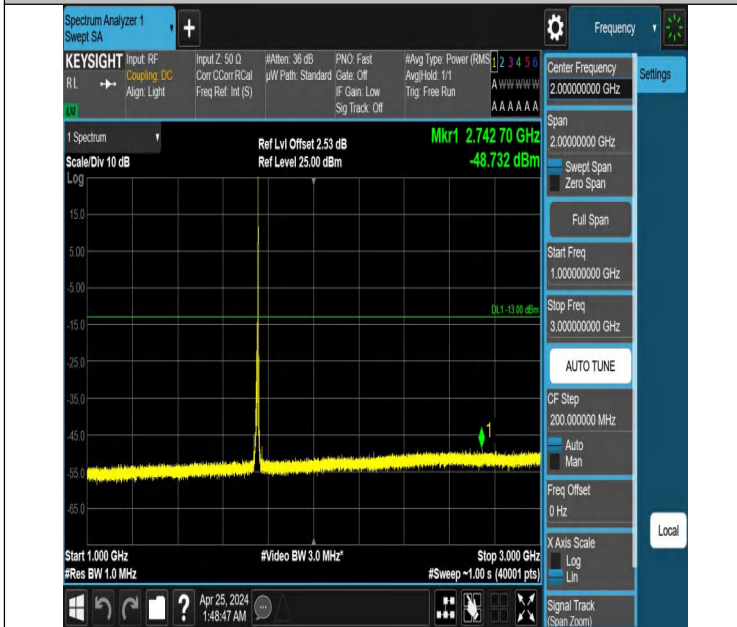 Spectrum Analyzer 1
Swept SA
+
Frequency
KEYSIGHT
RL
Input: RF
Coupling: DC
Align: Light
Input Z: 50 Ω
Corr CCorr RCal
Freq Ref: Int (S)
#Atten: 36 dB
µW Path: Standard
PNO: Fast
Gate: Off
IF Gain: Low
Sig Track: Off
#Avg Type: Power (RMS
Avg|Hold: 1/1
Trig: Free Run
1 2 3 4 5 6
A W W W W W
A A A A A A
1 Spectrum
Scale/Div 10 dB
Log
Ref Lvl Offset 2.53 dB
Ref Level 25.00 dBm
Mkr1 2.742 70 GHz
-48.732 dBm
15.0
5.00
-5.00
DL1 -13.00 dBm
-15.0
-25.0
-35.0
-45.0
1
-55.0
-65.0
Start 1.000 GHz
#Res BW 1.0 MHz
#Video BW 3.0 MHz*
Stop 3.000 GHz
#Sweep ~1.00 s (40001 pts)
?
Apr 25, 2024
1:48:47 AM
Center Frequency
2.000000000 GHz
Settings
Span
2.00000000 GHz
Swept Span
Zero Span
Full Span
Start Freq
1.000000000 GHz
Stop Freq
3.000000000 GHz
AUTO TUNE
CF Step
200.000000 MHz
Auto
Man
Freq Offset
0 Hz
X Axis Scale
Log
Lin
Local
Signal Track
(Span Zoom)